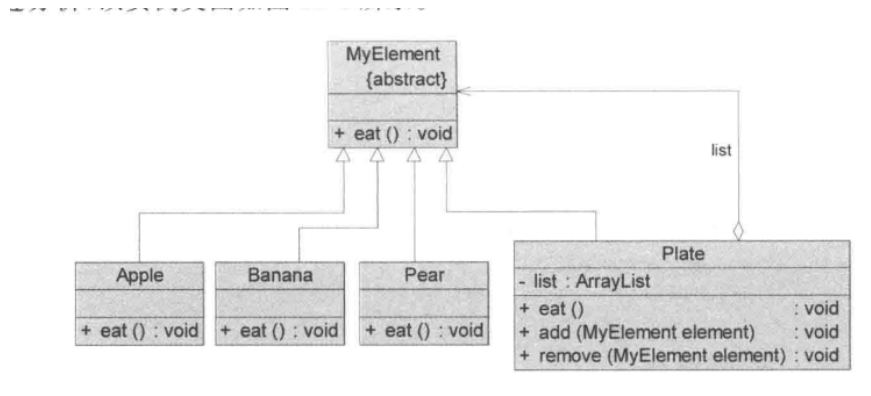 MyElement
{abstract}
+ eat () : void
list
Apple
+ eat () : void
Banana
+ eat () : void
Pear
+ eat () : void
Plate
- list : ArrayList
+ eat () : void
+ add (MyElement element) : void
+ remove (MyElement element) : void